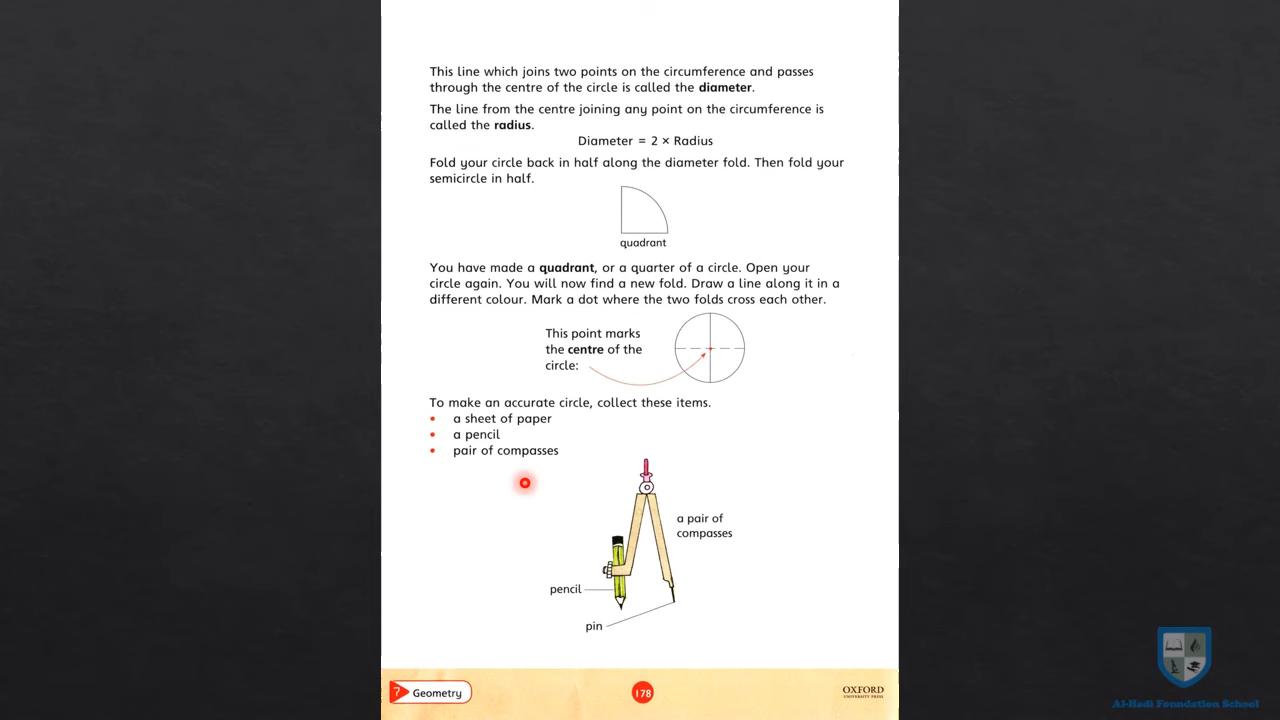 This line which joins two points on the circumference and passes
through the centre of the circle is called the diameter.
The line from the centre joining any point on the circumference is
called the radius.
Diameter = 2 × Radius
Fold your circle back in half along the diameter fold. Then fold your
semicircle in half.
quadrant
You have made a quadrant, or a quarter of a circle. Open your
circle again. You will now find a new fold. Draw a line along it in a
different colour. Mark a dot where the two folds cross each other.
This point marks
the centre of the
circle:
To make an accurate circle, collect these items.
• a sheet of paper
• a pencil
• pair of compasses
a pair of
compasses
pencil
pin
7 Geometry
178
OXFORD
UNIVERSITY PRESS
Al-Hadi Foundation School